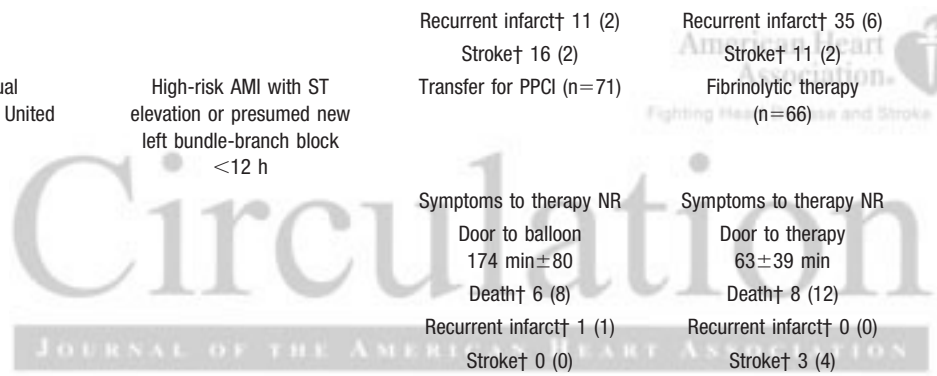 Recurrent infarct† 11 (2) Recurrent infarct† 35 (6)
Stroke† 16 (2) Stroke† 11 (2)
ual High-risk AMI with ST Transfer for PPCI (n=71) Fibrinolytic therapy
United elevation or presumed new (n=66)
left bundle-branch block
<12 h
Symptoms to therapy NR Symptoms to therapy NR
Door to balloon Door to therapy
174 min±80 63±39 min
Death† 6 (8) Death† 8 (12)
Recurrent infarct† 1 (1) Recurrent infarct† 0 (0)
Stroke† 0 (0) Stroke† 3 (4)
American Heart
Association®
Fighting Heart Disease and Stroke
Circulation
JOURNAL OF THE AMERICAN HEART ASSOCIATION